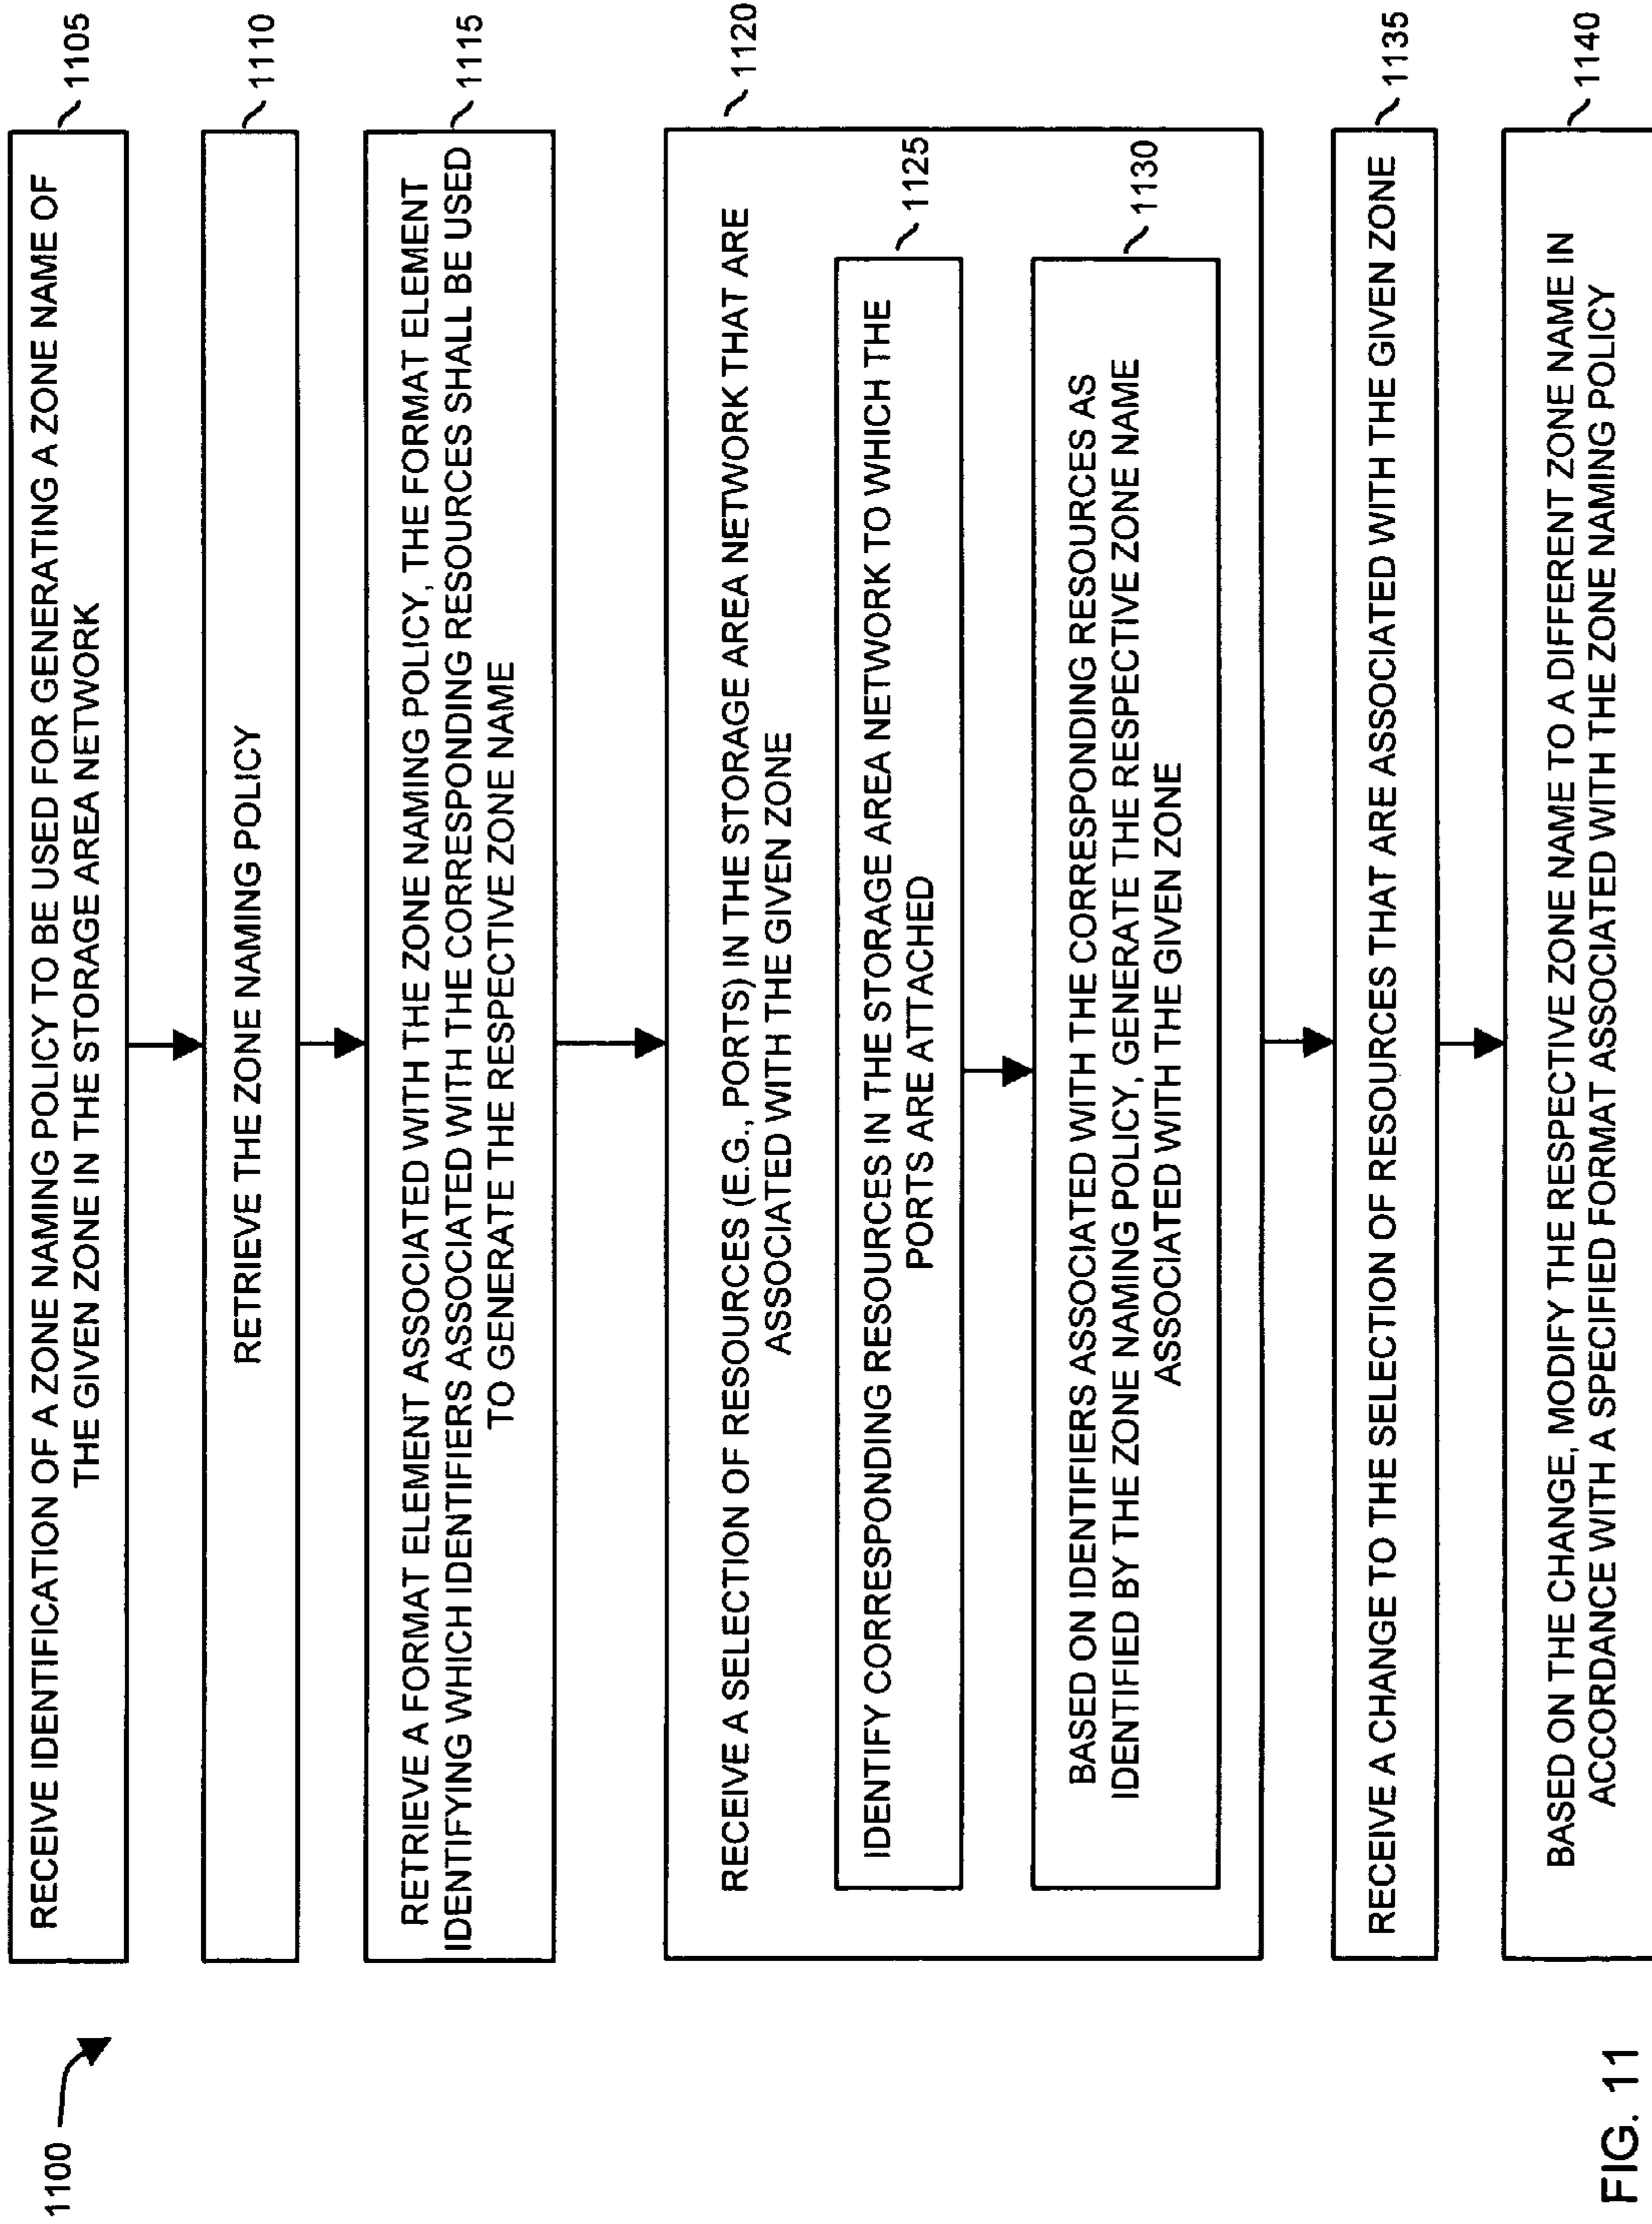 1100
RECEIVE IDENTIFICATION OF A ZONE NAMING POLICY TO BE USED FOR GENERATING A ZONE NAME OF
THE GIVEN ZONE IN THE STORAGE AREA NETWORK
1105
RETRIEVE THE ZONE NAMING POLICY
1110
RETRIEVE A FORMAT ELEMENT ASSOCIATED WITH THE ZONE NAMING POLICY, THE FORMAT ELEMENT
IDENTIFYING WHICH IDENTIFIERS ASSOCIATED WITH THE CORRESPONDING RESOURCES SHALL BE USED
TO GENERATE THE RESPECTIVE ZONE NAME
1115
RECEIVE A SELECTION OF RESOURCES (E.G., PORTS) IN THE STORAGE AREA NETWORK THAT ARE
ASSOCIATED WITH THE GIVEN ZONE
1120
IDENTIFY CORRESPONDING RESOURCES IN THE STORAGE AREA NETWORK TO WHICH THE
PORTS ARE ATTACHED
1125
BASED ON IDENTIFIERS ASSOCIATED WITH THE CORRESPONDING RESOURCES AS
IDENTIFIED BY THE ZONE NAMING POLICY, GENERATE THE RESPECTIVE ZONE NAME
ASSOCIATED WITH THE GIVEN ZONE
1130
RECEIVE A CHANGE TO THE SELECTION OF RESOURCES THAT ARE ASSOCIATED WITH THE GIVEN ZONE
1135
BASED ON THE CHANGE, MODIFY THE RESPECTIVE ZONE NAME TO A DIFFERENT ZONE NAME IN
ACCORDANCE WITH A SPECIFIED FORMAT ASSOCIATED WITH THE ZONE NAMING POLICY
1140
FIG. 11